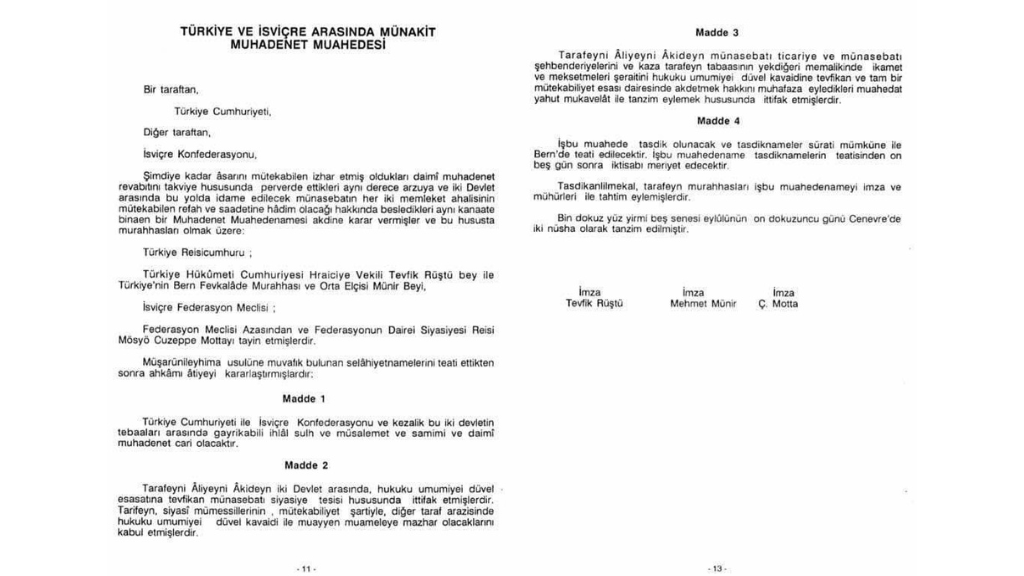 TÜRKİYE VE İSVİÇRE ARASINDA MÜNAKİT
MUHADENET MUAHEDESİ
Bir taraftan,
Türkiye Cumhuriyeti,
Diğer taraftan,
İsviçre Konfederasyonu,
Şimdiye kadar âsarını mütekabilen izhar etmiş oldukları daimî muhadenet
revabıtını takviye hususunda perverde ettikleri aynı derece arzuya ve iki Devlet
arasında bu yolda idame edilecek münasebatın her iki memleket ahalisinin
mütekabilen refah ve saadetine hâdim olacağı hakkında besledikleri aynı kanaate
binaen bir Muhadenet Muahedenamesi akdine karar vermişler ve bu hususta
murahhasları olmak üzere:
Türkiye Reisicumhuru ;
Türkiye Hükûmeti Cumhuriyesi Hraiciye Vekili Tevfik Rüştü bey ile
Türkiye'nin Bern Fevkalâde Murahhası ve Orta Elçisi Münir Beyi,
İsviçre Federasyon Meclisi ;
Federasyon Meclisi Azasından ve Federasyonun Dairei Siyasiyesi Reisi
Mösyö Cuzeppe Mottayı tayin etmişlerdir.
Müşarünileyhima usulüne muvafık bulunan selâhiyetnamelerini teati ettikten
sonra ahkâmı âtiyeyi kararlaştırmışlardır:
Madde 1
Türkiye Cumhuriyeti ile İsviçre Konfederasyonu ve kezalik bu iki devletin
tebaaları arasında gayrikabili ihlâl sulh ve müsalemet ve samimi ve daimî
muhadenet cari olacaktır.
Madde 2
Tarafeyni Âliyeyni Âkideyn iki Devlet arasında, hukuku umumiyei düvel
esasatına tevfikan münasebatı siyasiye tesisi hususunda ittifak etmişlerdir.
Tarifeyn, siyasî mümessillerinin , mütekabiliyet şartiyle, diğer taraf arazisinde
hukuku umumiyei düvel kavaidi ile muayyen muameleye mazhar olacaklarını
kabul etmişlerdir.
- 11 -
Madde 3
Tarafeyni Âliyeyni Âkideyn münasebatı ticariye ve münasebatı
şehbenderiyelerini ve kaza tarafeyn tabaasının yekdiğeri memalikinde ikamet
ve meksetmeleri şeraitini hukuku umumiyei düvel kavaidine tevfikan ve tam bir
mütekabiliyet esası dairesinde akdetmek hakkını muhafaza eyledikleri muahedat
yahut mukavelât ile tanzim eylemek hususunda ittifak etmişlerdir.
Madde 4
İşbu muahede tasdik olunacak ve tasdiknameler sürati mümküne ile
Bern'de teati edilecektir. İşbu muahedename tasdiknamelerin teatisinden on
beş gün sonra iktisabı meriyet edecektir.
Tasdikanlilmekal, tarafeyn murahhasları işbu muahedenameyi imza ve
mühürleri ile tahtim eylemişlerdir.
Bin dokuz yüz yirmi beş senesi eylûlünün on dokuzuncu günü Cenevre'de
iki nüsha olarak tanzim edilmiştir.
İmza İmza İmza
Tevfik Rüştü Mehmet Münir Ç. Motta
- 13 -